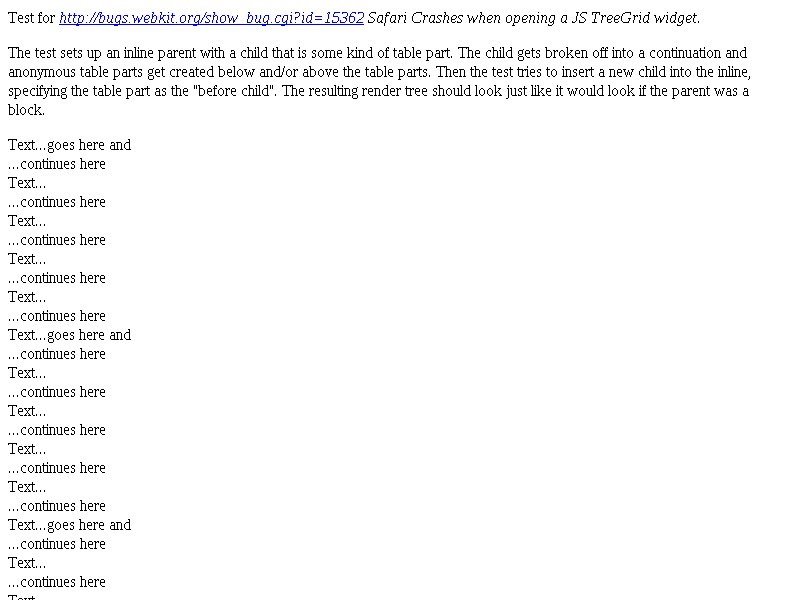 Test for http://bugs.webkit.org/show_bug.cgi?id=15362 Safari Crashes when opening a JS TreeGrid widget.
The test sets up an inline parent with a child that is some kind of table part. The child gets broken off into a continuation and
anonymous table parts get created below and/or above the table parts. Then the test tries to insert a new child into the inline,
specifying the table part as the "before child". The resulting render tree should look just like it would look if the parent was a
block.
Text...goes here and
...continues here
Text...
...continues here
Text...
...continues here
Text...
...continues here
Text...
...continues here
Text...goes here and
...continues here
Text...
...continues here
Text...
...continues here
Text...
...continues here
Text...
...continues here
Text...goes here and
...continues here
Text...
...continues here
Text...